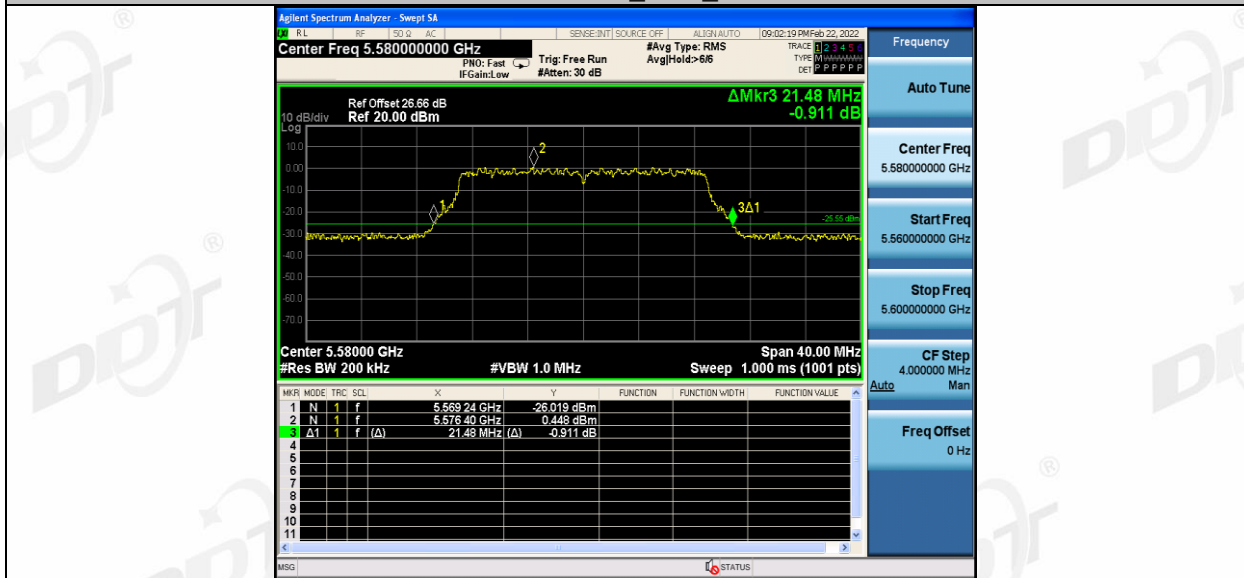 Agilent Spectrum Analyzer - Swept SA
RL RF 50 Ω AC SENSE:INT SOURCE OFF ALIGN AUTO 09:02:19 PM Feb 22, 2022
Center Freq 5.580000000 GHz #Avg Type: RMS TRACE 1 2 3 4 5 6
PNO: Fast Trig: Free Run Avg|Hold:>6/6 TYPE M WWWWW
IFGain:Low #Atten: 30 dB DET P P P P P P
Frequency
Auto Tune
Center Freq
5.580000000 GHz
Start Freq
5.560000000 GHz
Stop Freq
5.600000000 GHz
CF Step
4.000000 MHz
Auto Man
Freq Offset
0 Hz
ΔMkr3 21.48 MHz
-0.911 dB
Ref Offset 26.66 dB
10 dB/div Ref 20.00 dBm
Log
10.0
0.00
-10.0
-20.0
-30.0
-40.0
-50.0
-60.0
-70.0
2
1
3Δ1
-25.55 dBm
Center 5.58000 GHz Span 40.00 MHz
#Res BW 200 kHz #VBW 1.0 MHz Sweep 1.000 ms (1001 pts)
MKR MODE TRC SCL X Y FUNCTION FUNCTION WIDTH FUNCTION VALUE
1 N 1 f 5.569 24 GHz -26.019 dBm
2 N 1 f 5.576 40 GHz 0.448 dBm
3 Δ1 1 f (Δ) 21.48 MHz (Δ) -0.911 dB
4
5
6
7
8
9
10
11
MSG STATUS
DDT
®